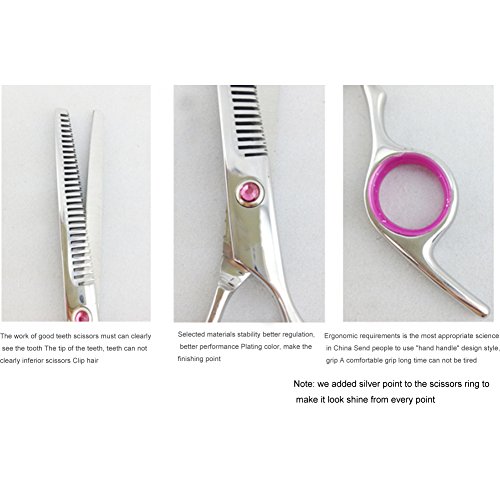 The work of good teeth scissors must can clearly
see the tooth The tip of the teeth, teeth can not
clearly inferior scissors Clip hair
Selected materials stability better regulation,
better performance Plating color, make the
finishing point
Ergonomic requirements is the most appropriate science
in China Send people to use "hand handle" design style,
grip A comfortable grip long time can not be tired
Note: we added silver point to the scissors ring to
make it look shine from every point